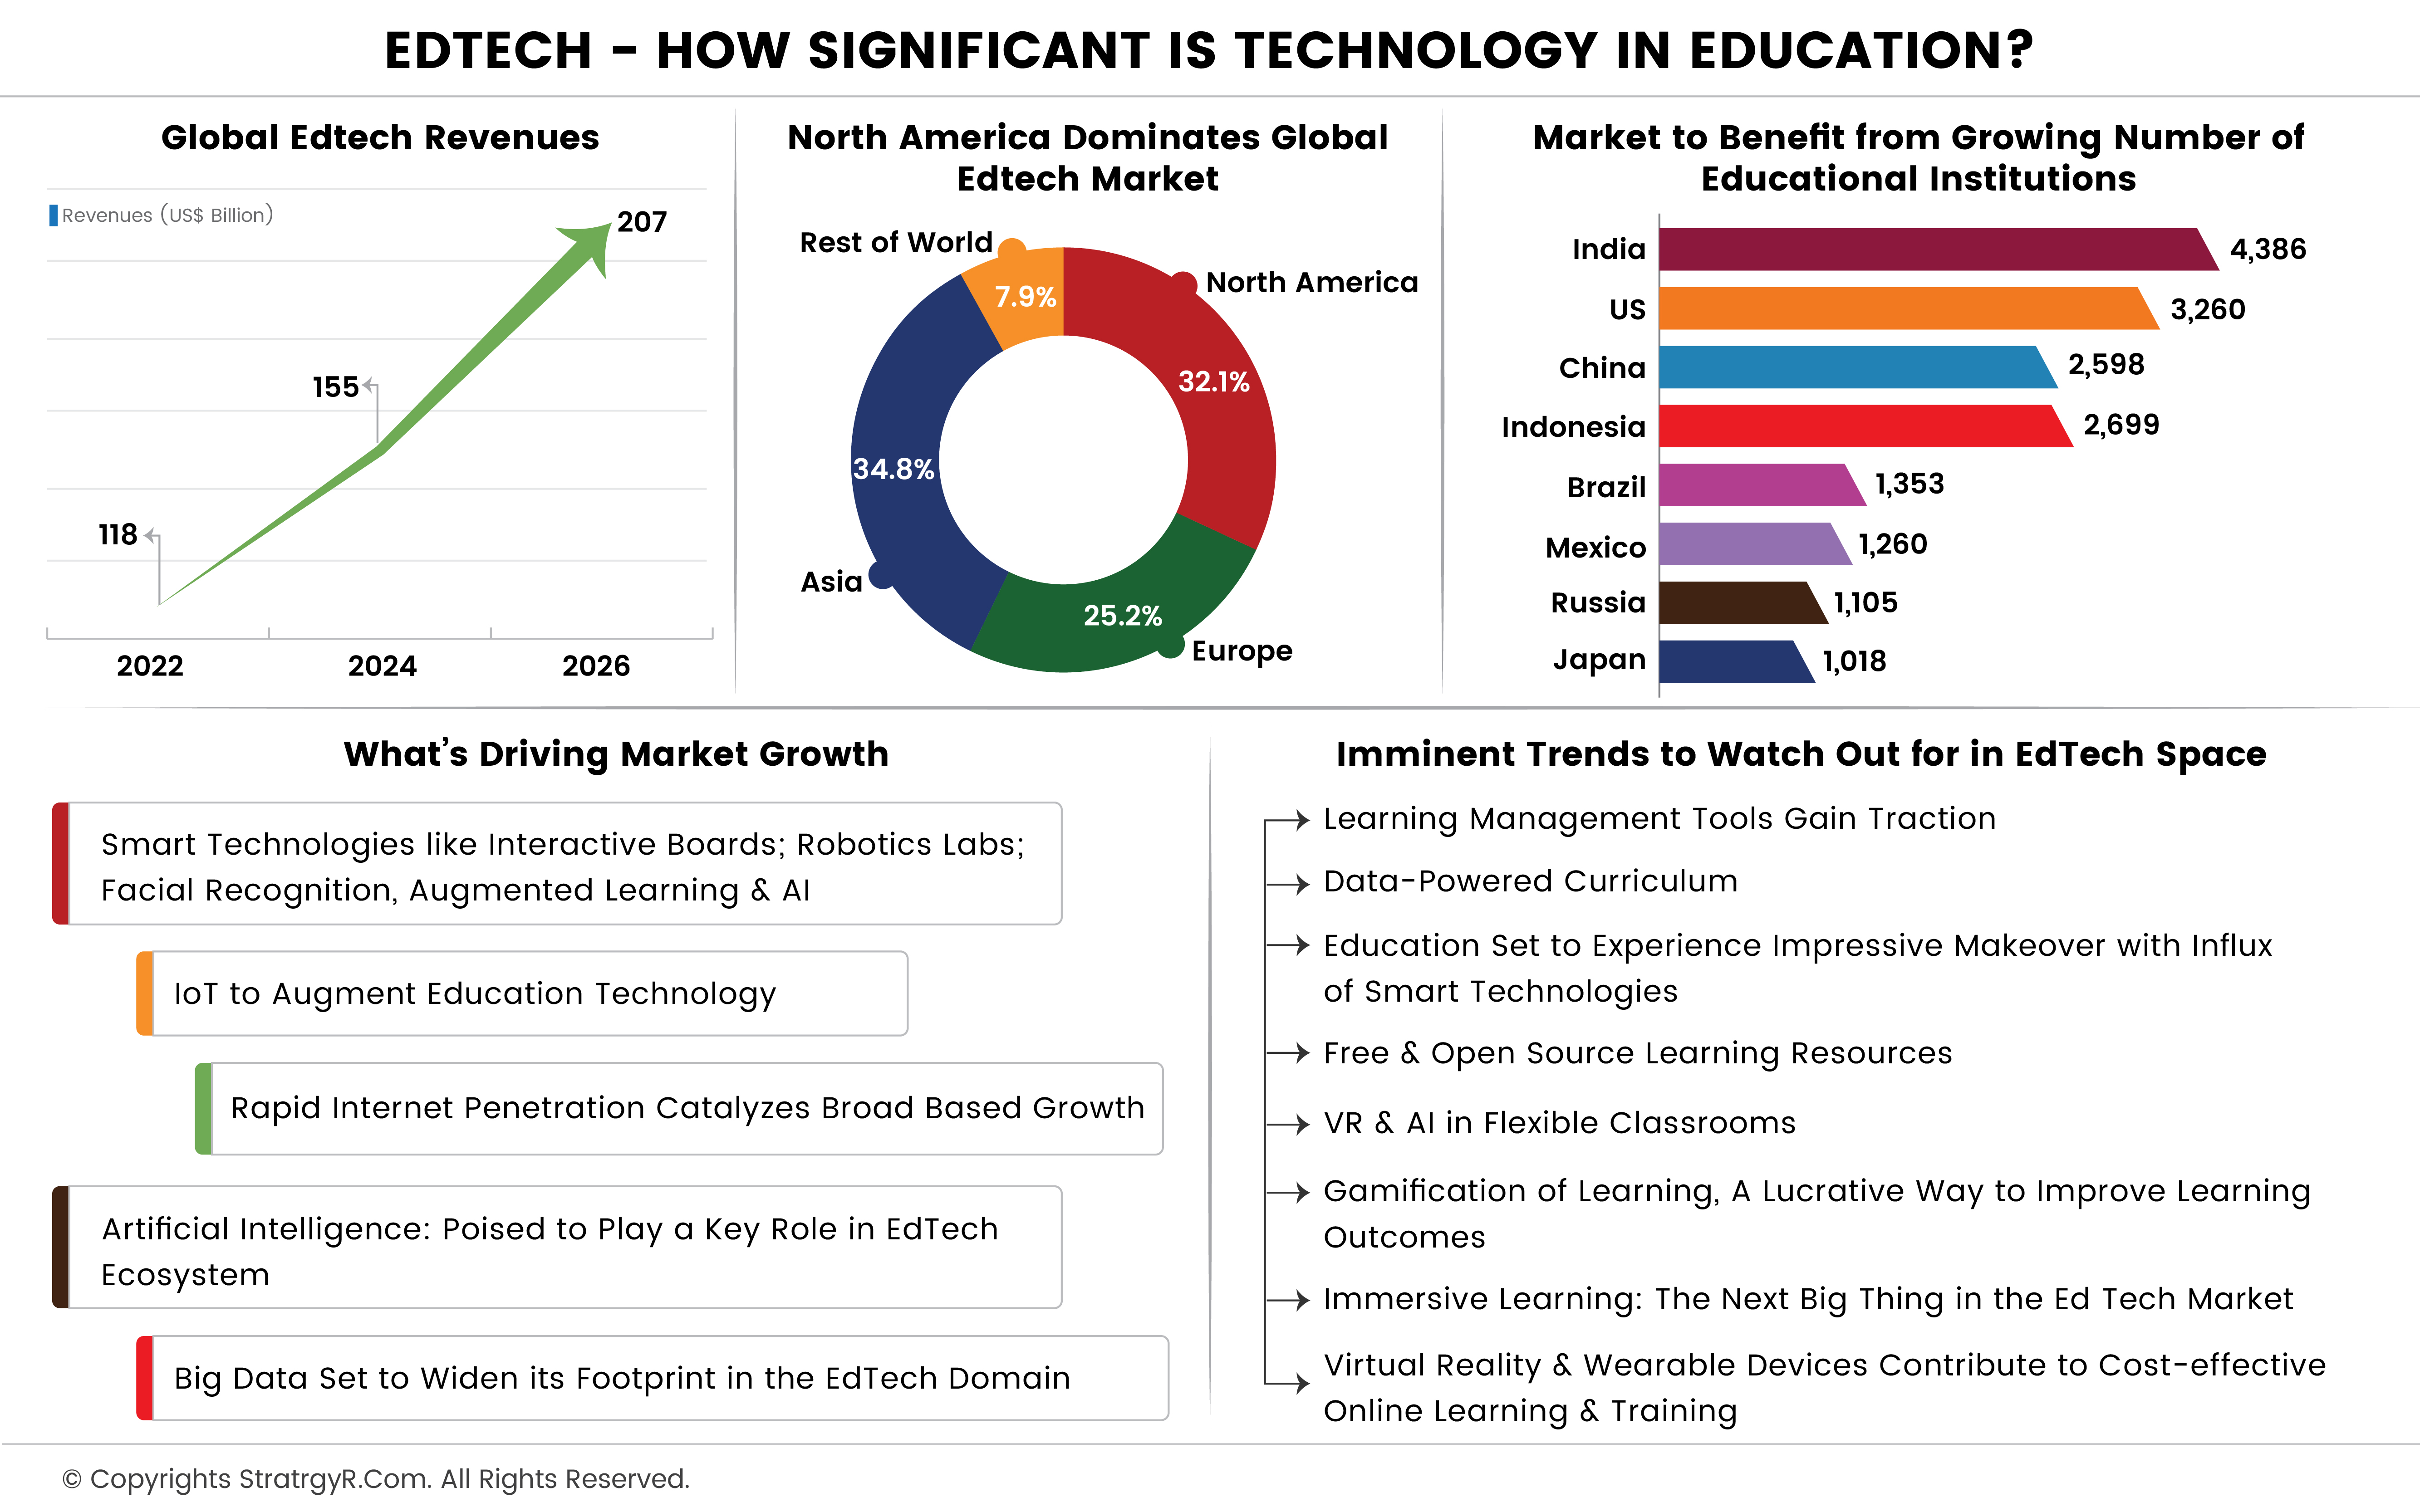 EDTECH - HOW SIGNIFICANT IS TECHNOLOGY IN EDUCATION?
Global Edtech Revenues
Revenues (US$ Billion)
207
155
118
2022
2024
2026
North America Dominates Global
Edtech Market
Rest of World
North America
7.9%
32.1%
34.8%
Asia
25.2%
Europe
Market to Benefit from Growing Number of
Educational Institutions
India 4,386
US 3,260
China 2,598
Indonesia 2,699
Brazil 1,353
Mexico 1,260
Russia 1,105
Japan 1,018
What's Driving Market Growth
Smart Technologies like Interactive Boards; Robotics Labs;
Facial Recognition, Augmented Learning & AI
IoT to Augment Education Technology
Rapid Internet Penetration Catalyzes Broad Based Growth
Artificial Intelligence: Poised to Play a Key Role in EdTech
Ecosystem
Big Data Set to Widen its Footprint in the EdTech Domain
Imminent Trends to Watch Out for in EdTech Space
Learning Management Tools Gain Traction
Data-Powered Curriculum
Education Set to Experience Impressive Makeover with Influx
of Smart Technologies
Free & Open Source Learning Resources
VR & AI in Flexible Classrooms
Gamification of Learning, A Lucrative Way to Improve Learning
Outcomes
Immersive Learning: The Next Big Thing in the Ed Tech Market
Virtual Reality & Wearable Devices Contribute to Cost-effective
Online Learning & Training
© Copyrights StratrgyR.Com. All Rights Reserved.